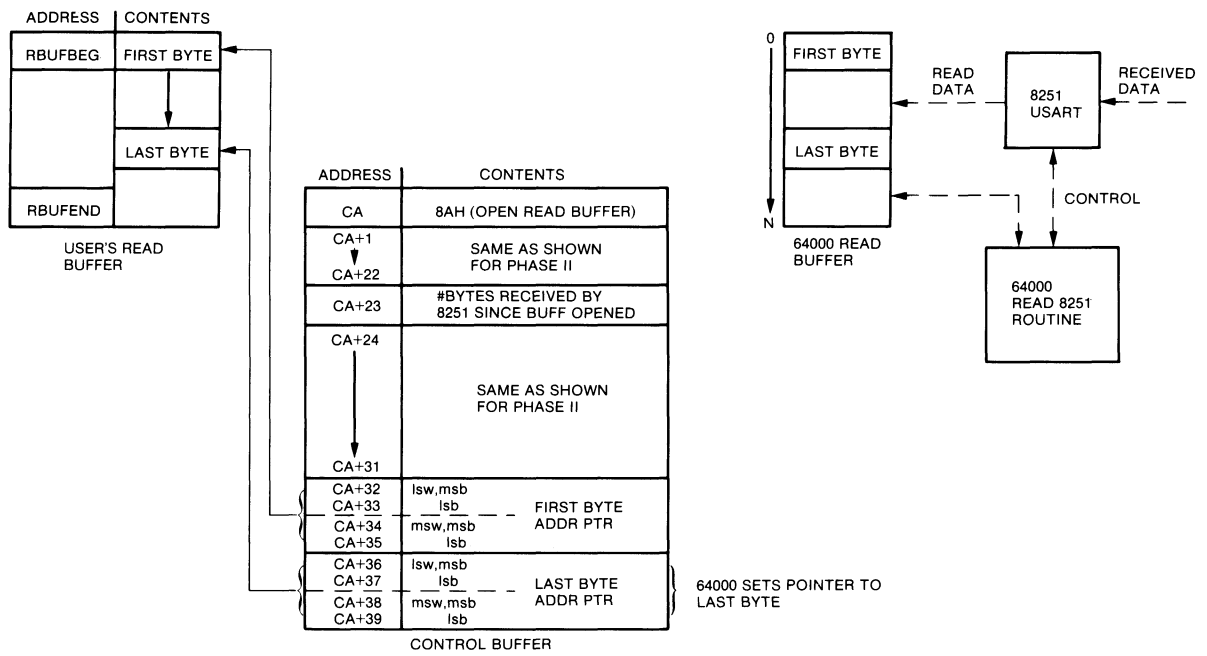 ADDRESS CONTENTS
RBUFBEG FIRST BYTE
LAST BYTE
RBUFEND
USER'S READ
BUFFER
ADDRESS CONTENTS
CA 8AH (OPEN READ BUFFER)
CA+1
CA+22
SAME AS SHOWN
FOR PHASE II
CA+23
#BYTES RECEIVED BY
8251 SINCE BUFF OPENED
CA+24
CA+31
SAME AS SHOWN
FOR PHASE II
CA+32 lsw,msb
CA+33 lsb
CA+34 msw,msb
CA+35 lsb
FIRST BYTE
ADDR PTR
CA+36 lsw,msb
CA+37 lsb
CA+38 msw,msb
CA+39 lsb
LAST BYTE
ADDR PTR
CONTROL BUFFER
64000 SETS POINTER TO
LAST BYTE
0
N
FIRST BYTE
LAST BYTE
64000 READ
BUFFER
READ
DATA
8251
USART
RECEIVED
DATA
CONTROL
64000
READ 8251
ROUTINE